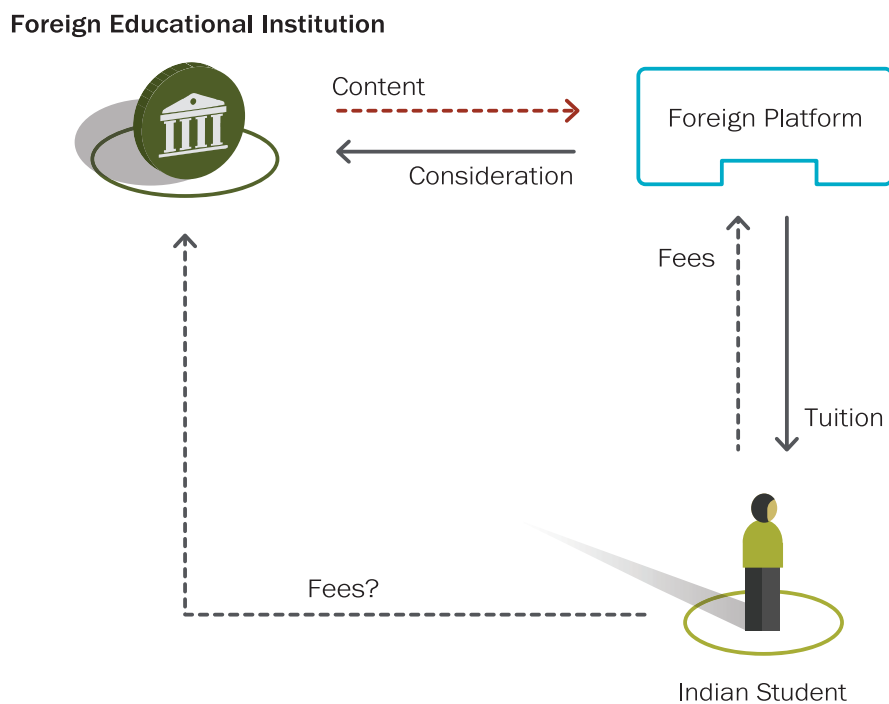 Foreign Educational Institution
Content
Foreign Platform
Consideration
Fees
Tuition
Fees?
Indian Student